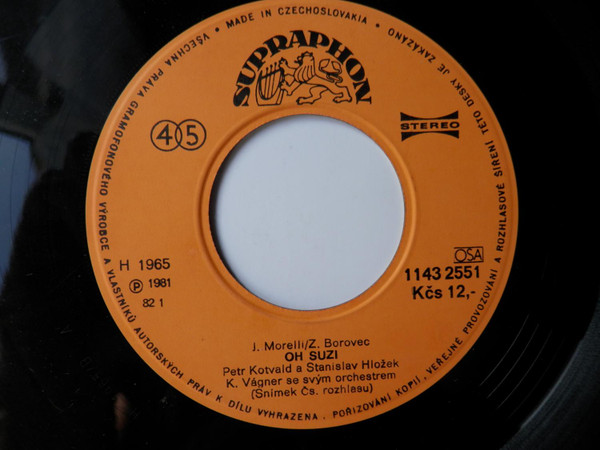 VŠECHNA PRÁVA GRAMOFONOVÉHO VÝROBCE A VLASTNÍKŮ AUTORSKÝCH PRÁV K DÍLU VYHRAZENA. POŘIZOVÁNÍ KOPIÍ, VEŘEJNÉ PROVOZOVÁNÍ A ROZHLASOVÉ ŠÍŘENÍ TÉTO DESKY JE ZAKÁZÁNO • MADE IN CZECHOSLOVAKIA •
SUPRAPHON
45
STEREO
H 1965
Ⓟ 1981
82 1
OSA
1143 2551
Kčs 12,-
J. Morelli/Z. Borovec
OH SUZI
Petr Kotvald a Stanislav Hložek
K. Vágner se svým orchestrem
(Snímek Čs. rozhlasu)